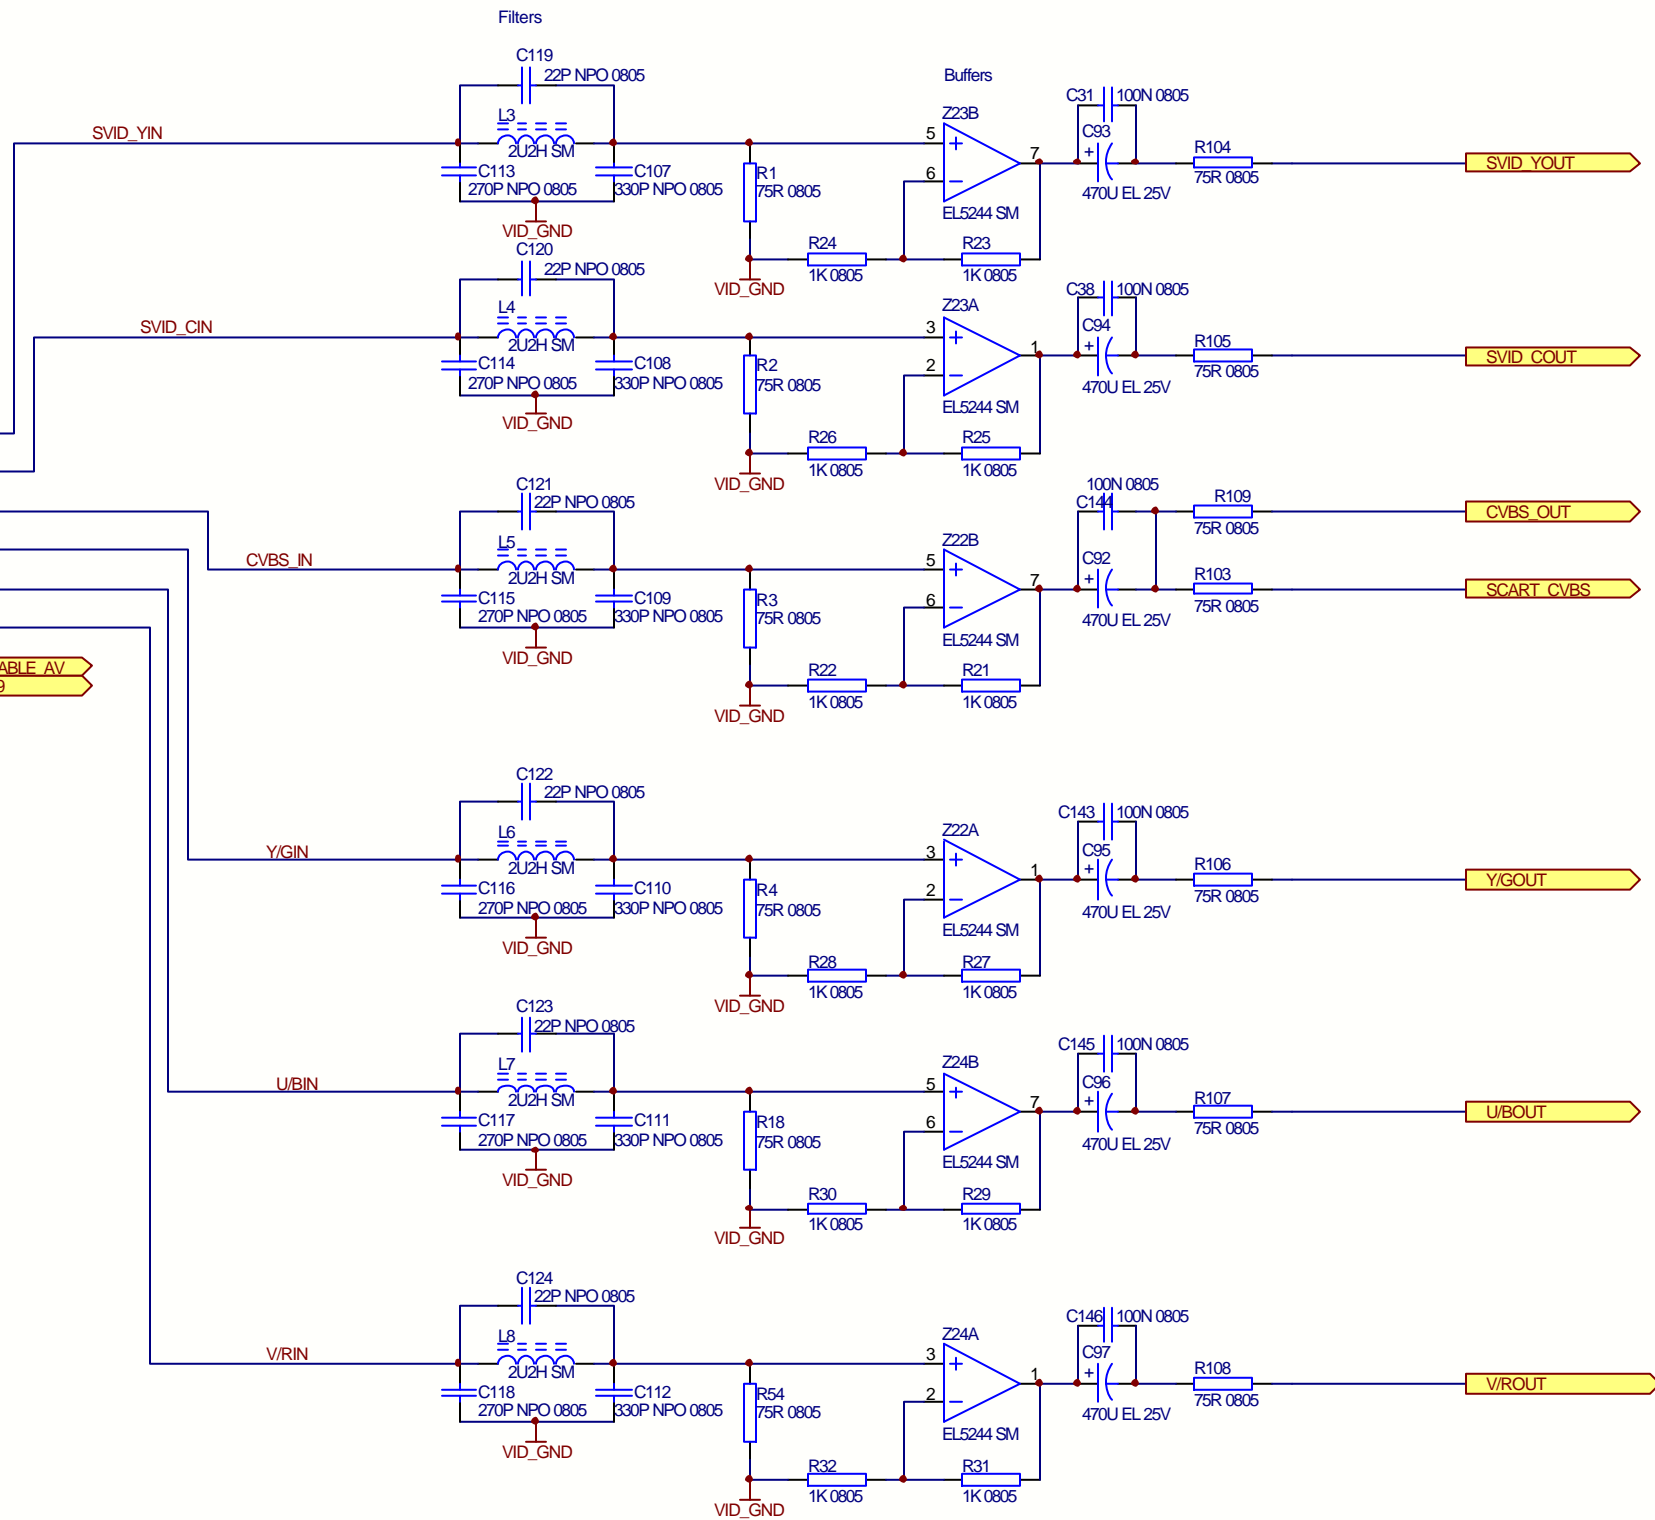 Filters
C119
22P NPO 0805
Buffers
L3
2U2H SM
SVID_YIN
C113
270P NPO 0805
C107
330P NPO 0805
VID_GND
R1
75R 0805
Z23B
5
6
7
EL5244 SM
R24
1K 0805
R23
1K 0805
VID_GND
C31
100N 0805
C93
+
470U EL 25V
R104
75R 0805
SVID_YOUT
C120
22P NPO 0805
L4
2U2H SM
SVID_CIN
C114
270P NPO 0805
C108
330P NPO 0805
VID_GND
R2
75R 0805
Z23A
3
2
1
EL5244 SM
R26
1K 0805
R25
1K 0805
VID_GND
C38
100N 0805
C94
+
470U EL 25V
R105
75R 0805
SVID_COUT
C121
22P NPO 0805
L5
2U2H SM
CVBS_IN
C115
270P NPO 0805
C109
330P NPO 0805
VID_GND
R3
75R 0805
Z22B
5
6
7
EL5244 SM
R22
1K 0805
R21
1K 0805
VID_GND
100N 0805
C144
C92
+
470U EL 25V
R109
75R 0805
CVBS_OUT
R103
75R 0805
SCART_CVBS
ABLE_AV
9
C122
22P NPO 0805
L6
2U2H SM
Y/GIN
C116
270P NPO 0805
C110
330P NPO 0805
VID_GND
R4
75R 0805
Z22A
3
2
1
EL5244 SM
R28
1K 0805
R27
1K 0805
VID_GND
C143
100N 0805
C95
+
470U EL 25V
R106
75R 0805
Y/GOUT
C123
22P NPO 0805
L7
2U2H SM
U/BIN
C117
270P NPO 0805
C111
330P NPO 0805
VID_GND
R18
75R 0805
Z24B
5
6
7
EL5244 SM
R30
1K 0805
R29
1K 0805
VID_GND
C145
100N 0805
C96
+
470U EL 25V
R107
75R 0805
U/BOUT
C124
22P NPO 0805
L8
2U2H SM
V/RIN
C118
270P NPO 0805
C112
330P NPO 0805
VID_GND
R54
75R 0805
Z24A
3
2
1
EL5244 SM
R32
1K 0805
R31
1K 0805
VID_GND
C146
100N 0805
C97
+
470U EL 25V
R108
75R 0805
V/ROUT